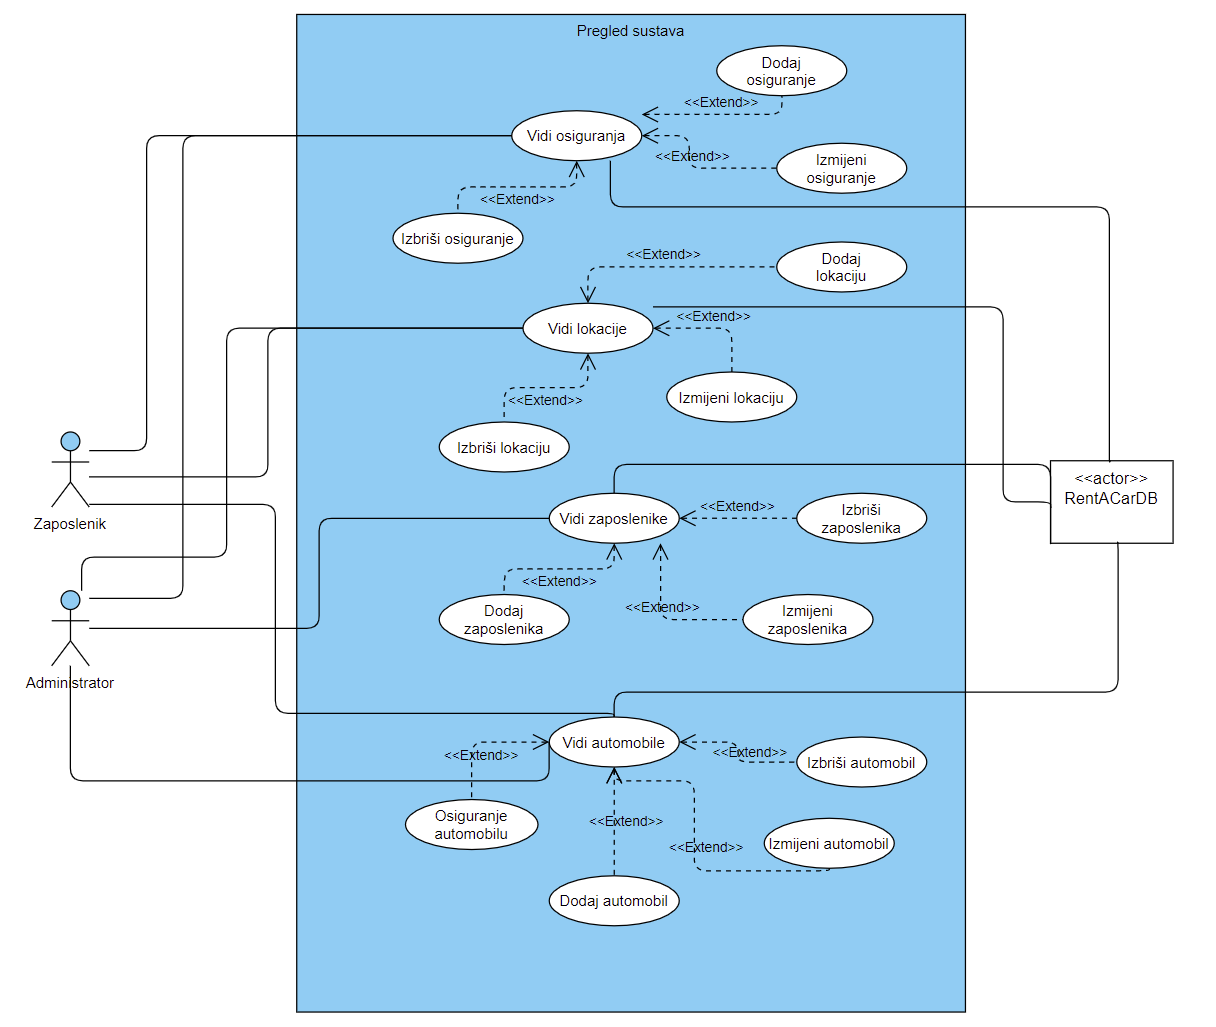 Pregled sustava
Dodaj
osiguranje
<<Extend>>
Vidi osiguranja
<<Extend>>
Izmijeni
osiguranje
<<Extend>>
Izbriši osiguranje
<<Extend>>
Dodaj
lokaciju
<<Extend>>
Vidi lokacije
Izmijeni lokaciju
<<Extend>>
Izbriši lokaciju
Zaposlenik
<<actor>>
RentACarDB
Vidi zaposlenike
<<Extend>>
Izbriši
zaposlenika
<<Extend>>
<<Extend>>
Dodaj
zaposlenika
Izmijeni
zaposlenika
Administrator
Vidi automobile
<<Extend>>
<<Extend>>
Izbriši automobil
Osiguranje
automobilu
<<Extend>>
<<Extend>>
Izmijeni automobil
Dodaj automobil